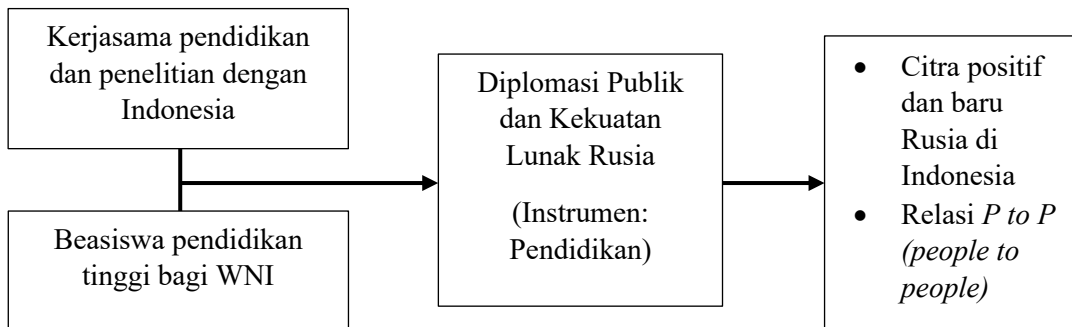 Kerjasama pendidikan
dan penelitian dengan
Indonesia
Beasiswa pendidikan
tinggi bagi WNI
Diplomasi Publik
dan Kekuatan
Lunak Rusia
(Instrumen:
Pendidikan)
• Citra positif
dan baru
Rusia di
Indonesia
• Relasi P to P
(people to
people)